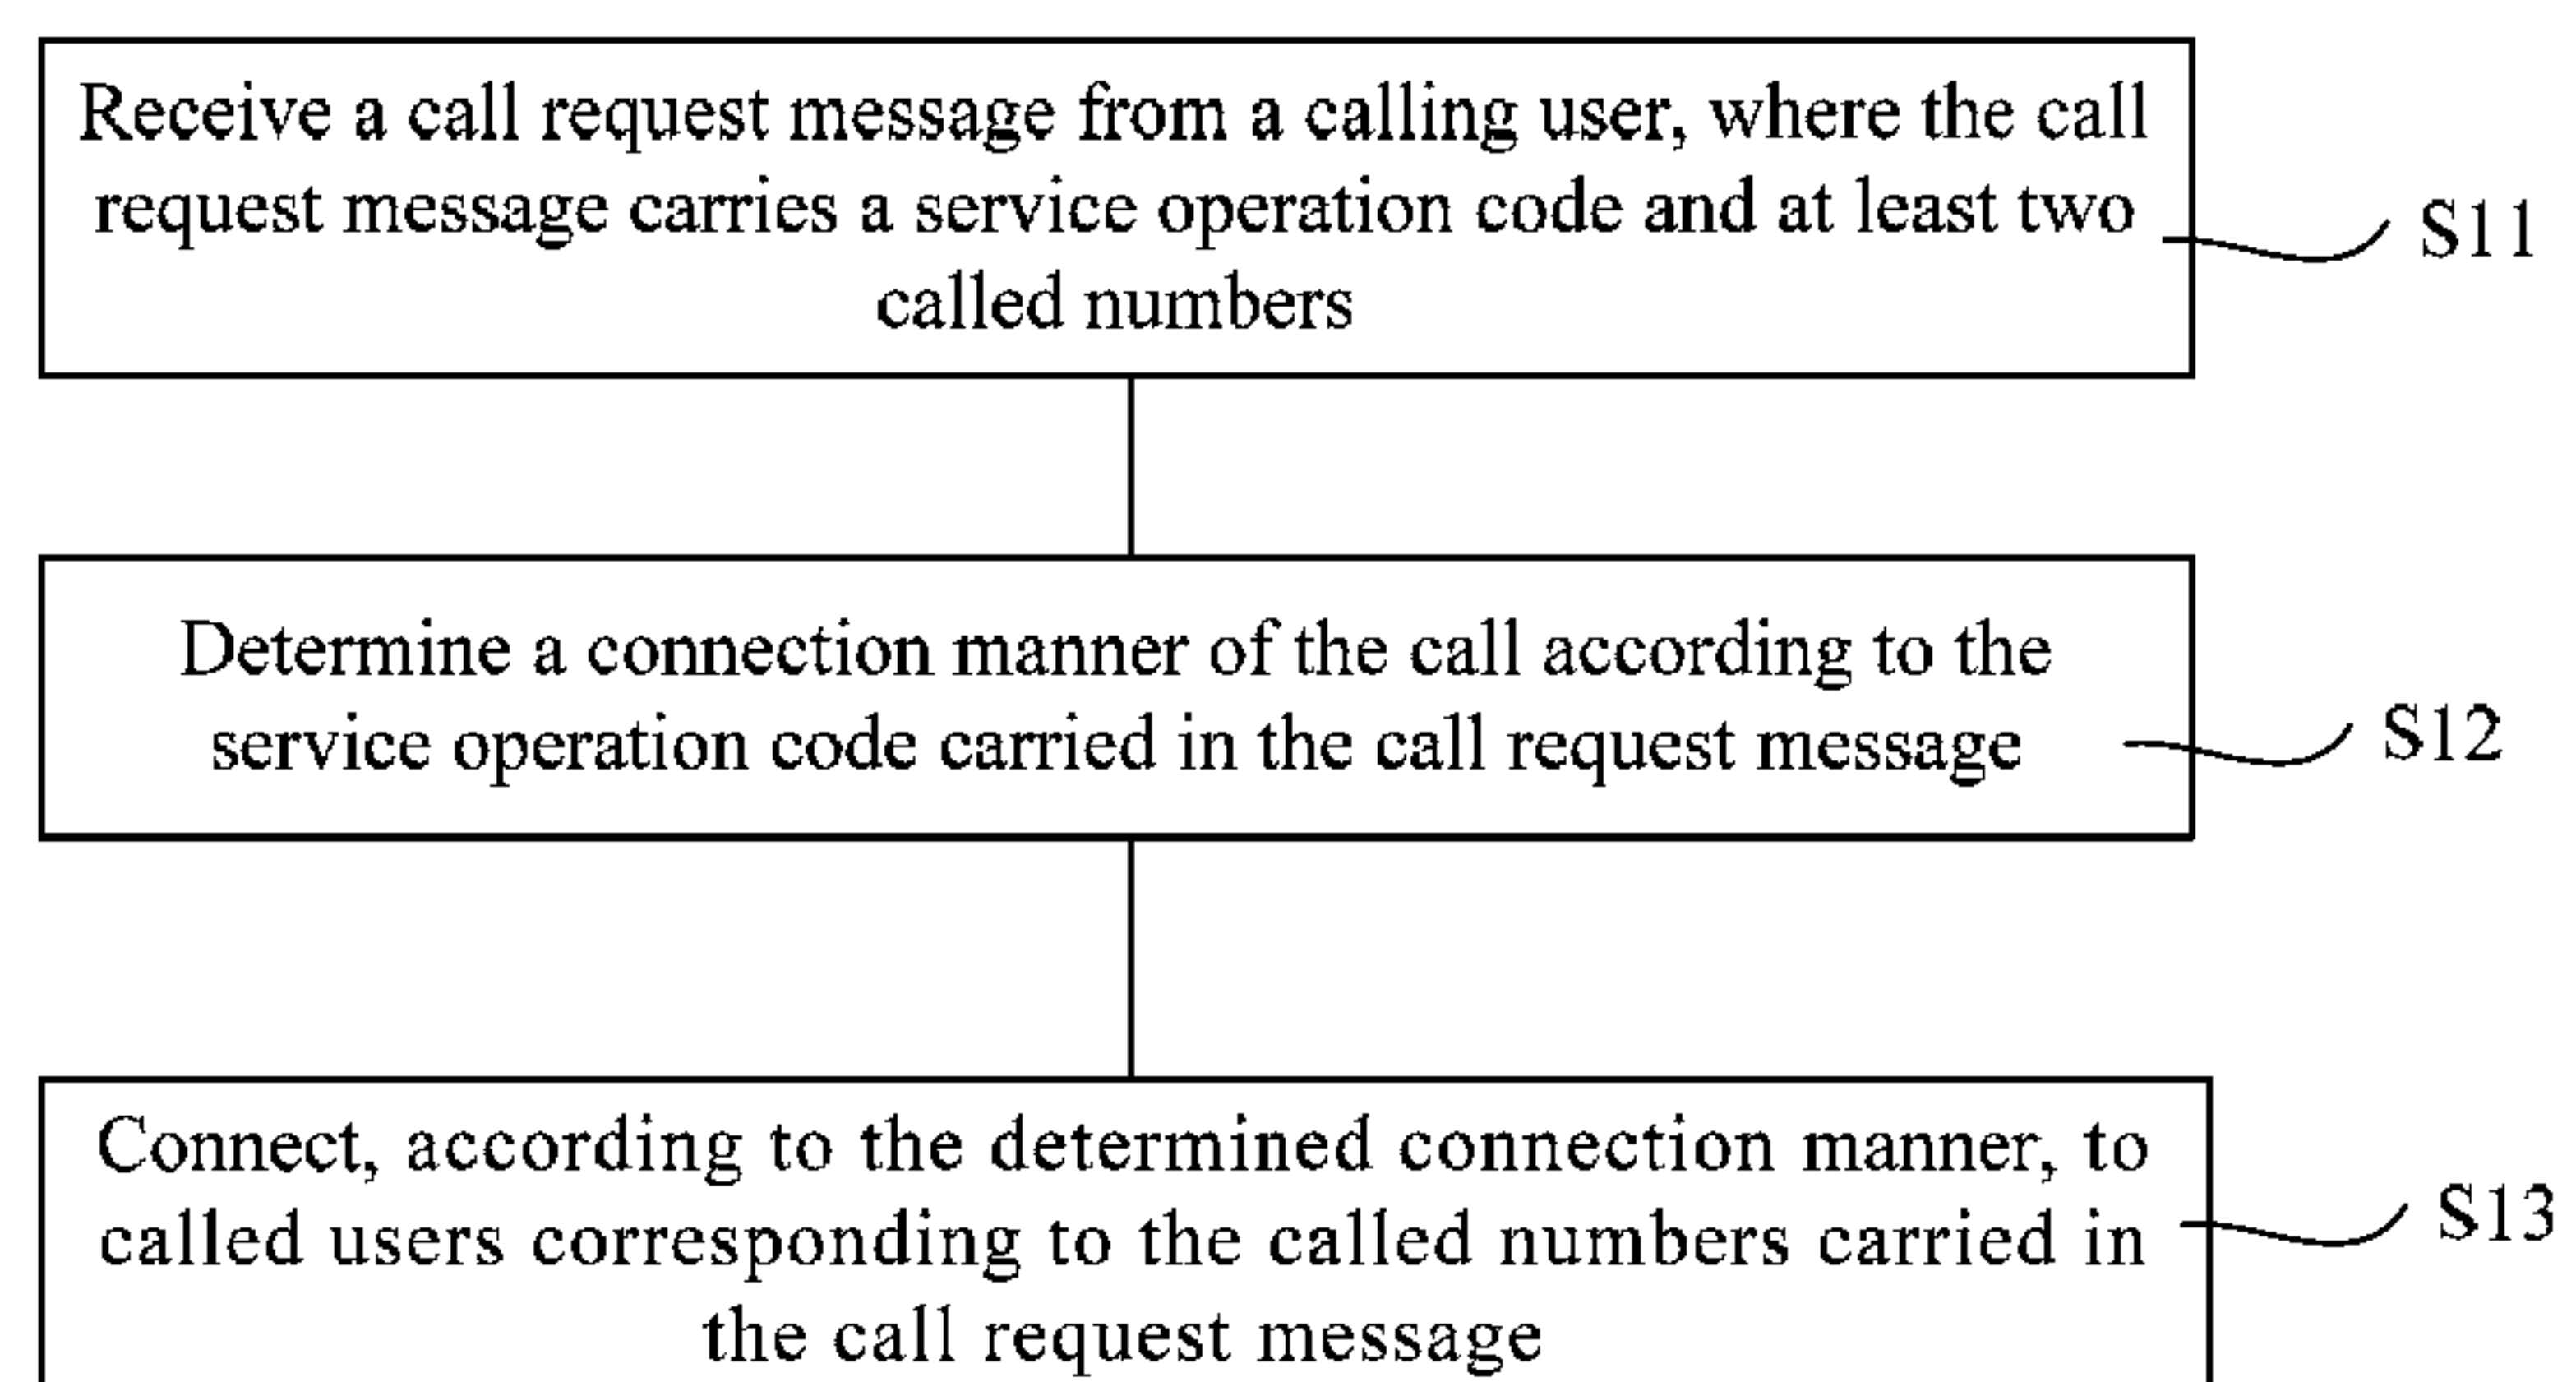 Receive a call request message from a calling user, where the call
request message carries a service operation code and at least two
called numbers
S11
Determine a connection manner of the call according to the
service operation code carried in the call request message
S12
Connect, according to the determined connection manner, to
called users corresponding to the called numbers carried in
the call request message
S13